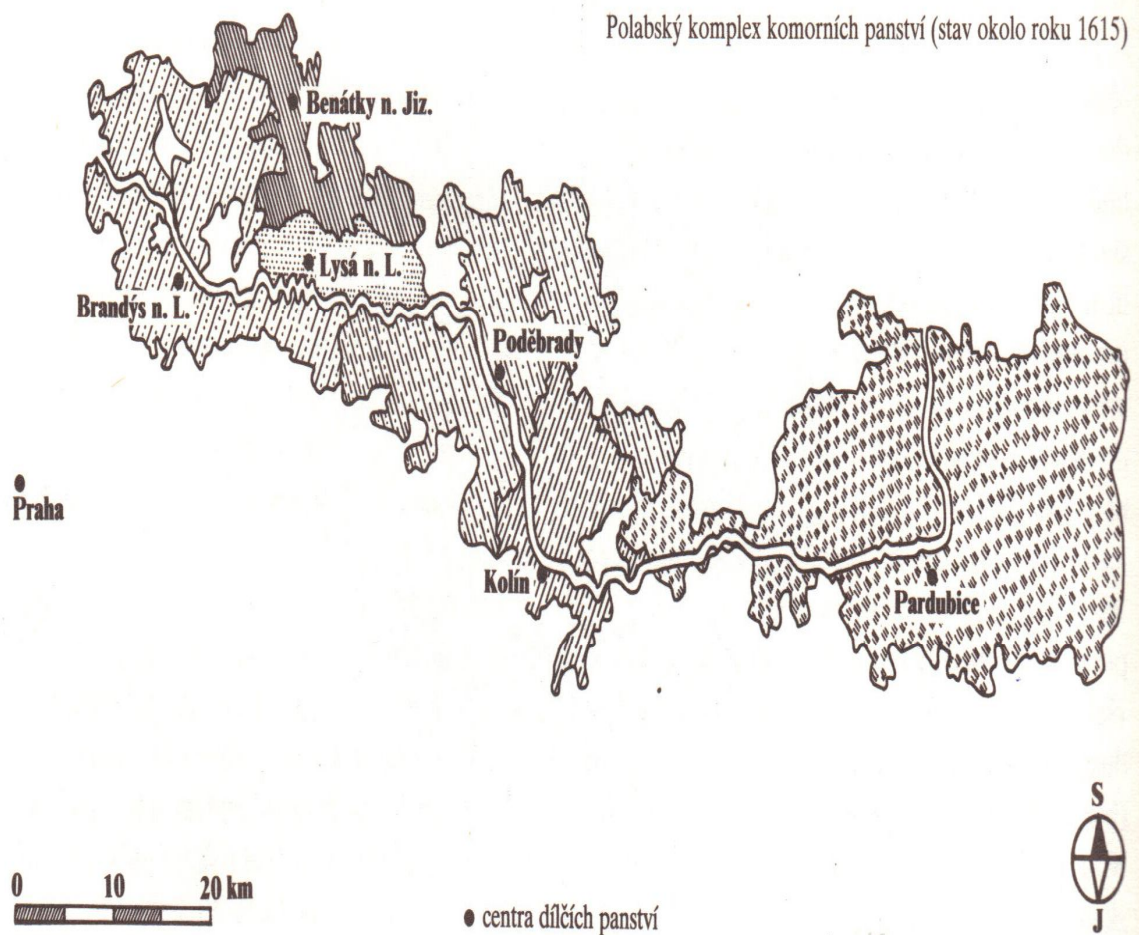 Polabský komplex komorních panství (stav okolo roku 1615)
Benátky n. Jiz.
Lysá n. L.
Brandýs n. L.
Poděbrady
Praha
Kolín
Pardubice
S
J
0 10 20 km
● centra dílčích panství